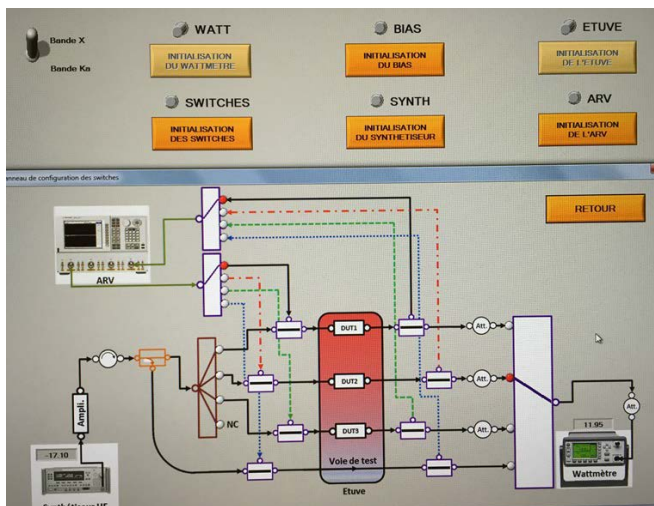 WATT
BIAS
ETUVE
Bande X
Bande Ka
INITIALISATION
DU WATTMETRE
INITIALISATION
DU BIAS
INITIALISATION
DE L'ETUVE
SWITCHES
SYNTH
ARV
INITIALISATION
DES SWITCHES
INITIALISATION
DU SYNTHETISEUR
INITIALISATION
DE L'ARV
anneau de configuration des switches
RETOUR
ARV
DUT1
Att.
DUT2
Att.
Att.
Ampli.
NC
DUT3
Att.
11.95
-17.10
Voie de test
Wattmètre
Etuve